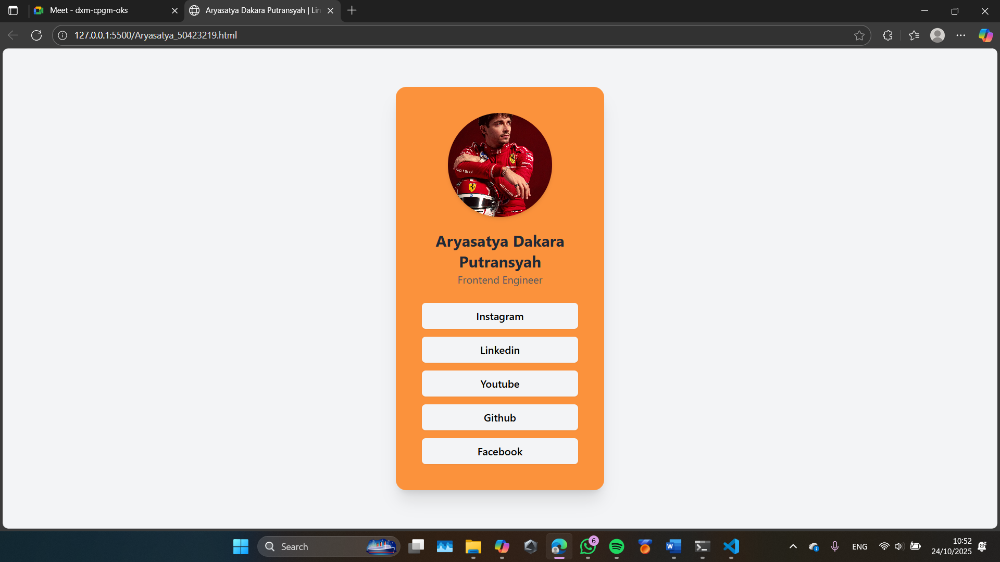 Meet - dxm-cpgm-oks
Aryasatya Dakara Putransyah | Lin
127.0.0.1:5500/Aryasatya_50423219.html
Aryasatya Dakara
Putransyah
Frontend Engineer
Instagram
Linkedin
Youtube
Github
Facebook
Search
6
ENG
10:52
24/10/2025